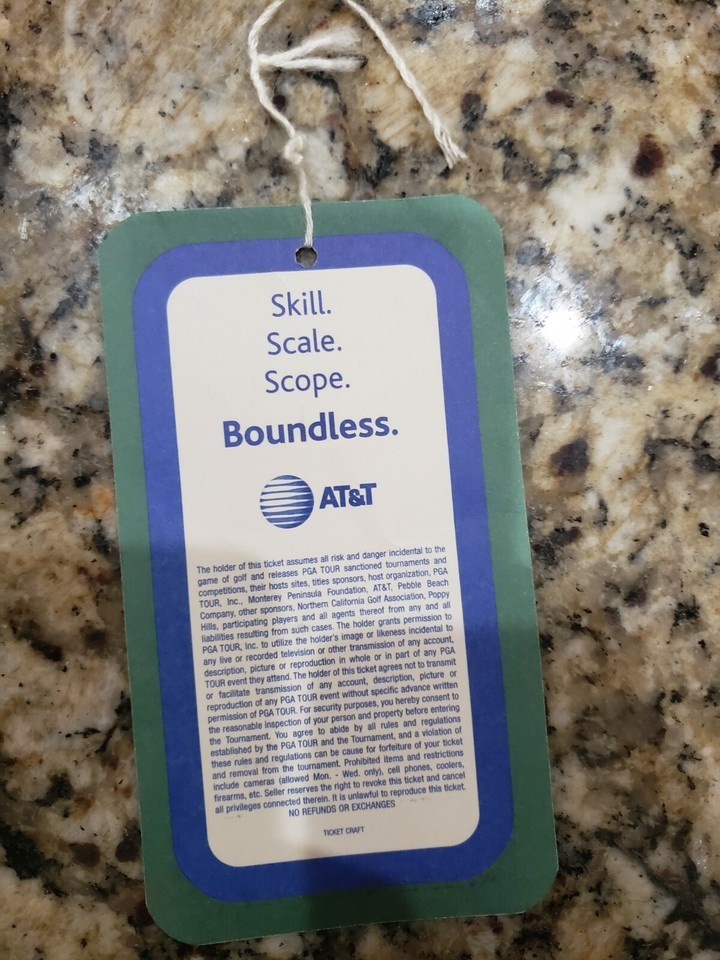 Skill.
Scale.
Scope.
Boundless.
AT&T
The holder of this ticket assumes all risk and danger incidental to the
game of golf and releases PGA TOUR sanctioned tournaments and
competitions, their hosts sites, titles sponsors, host organization, PGA
TOUR, Inc., Monterey Peninsula Foundation, AT&T, Pebble Beach
Company, other sponsors, Northern California Golf Association, Poppy
Hills, participating players and all agents thereof from any and all
liabilities resulting from such cases. The holder grants permission to
PGA TOUR, Inc. to utilize the holder's image or likeness incidental to
any live or recorded television or other transmission of any account,
description, picture or reproduction in whole or in part of any PGA
TOUR event they attend. The holder of this ticket agrees not to transmit
or facilitate transmission of any account, description, picture or
reproduction of any PGA TOUR event without specific advance written
permission of PGA TOUR. For security purposes, you hereby consent to
the reasonable inspection of your person and property before entering
the Tournament. You agree to abide by all rules and regulations
established by the PGA TOUR and the Tournament, and a violation of
these rules and regulations can be cause for forfeiture of your ticket
and removal from the tournament. Prohibited items and restrictions
include cameras (allowed Mon. - Wed. only), cell phones, coolers,
firearms, etc. Seller reserves the right to revoke this ticket and cancel
all privileges connected therein. It is unlawful to reproduce this ticket.
NO REFUNDS OR EXCHANGES
TICKET CRAFT